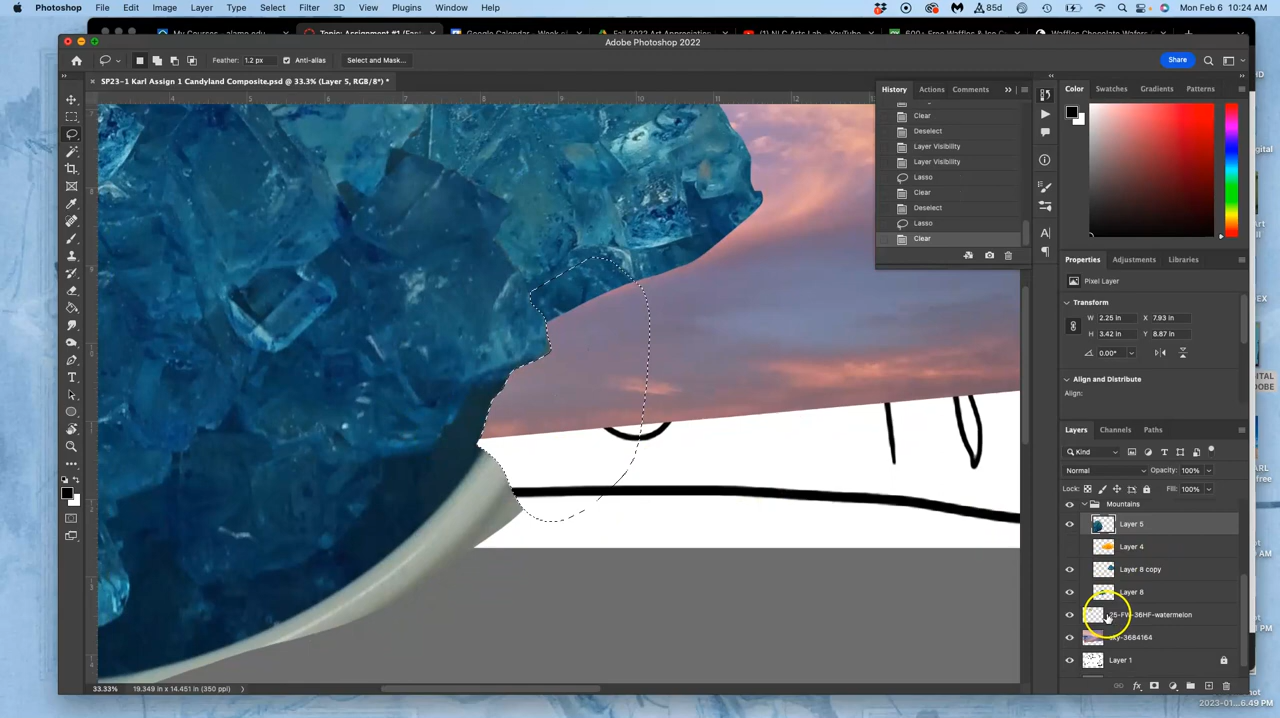 Photoshop File Edit Image Layer Type Select Filter 3D View Plugins Window Help 85d Mon Feb 6 10:24 AM
Adobe Photoshop 2022
Feather: 1.2 px Anti-alias Select and Mask... Share
SP23-1 Karl Assign 1 Candyland Composite.psd @ 33.3% (Layer 5, RGB/8*) *
History Actions Comments
Color Swatches Gradients Patterns
Clear
Deselect
Layer Visibility
Layer Visibility
Lasso
Clear
Deselect
Lasso
Clear
Properties Adjustments Libraries
Pixel Layer
Transform
W 2.25 in X 7.93 in
H 3.42 in Y 8.87 in
0.00°
Align and Distribute
Align:
Layers Channels Paths
Kind
Normal Opacity: 100%
Lock: Fill: 100%
Mountains
Layer 5
Layer 4
Layer 8 copy
Layer 8
25-FW-36HF-watermelon
sky-3684164
Layer 1
33.33% 19.349 in x 14.451 in (350 ppi)